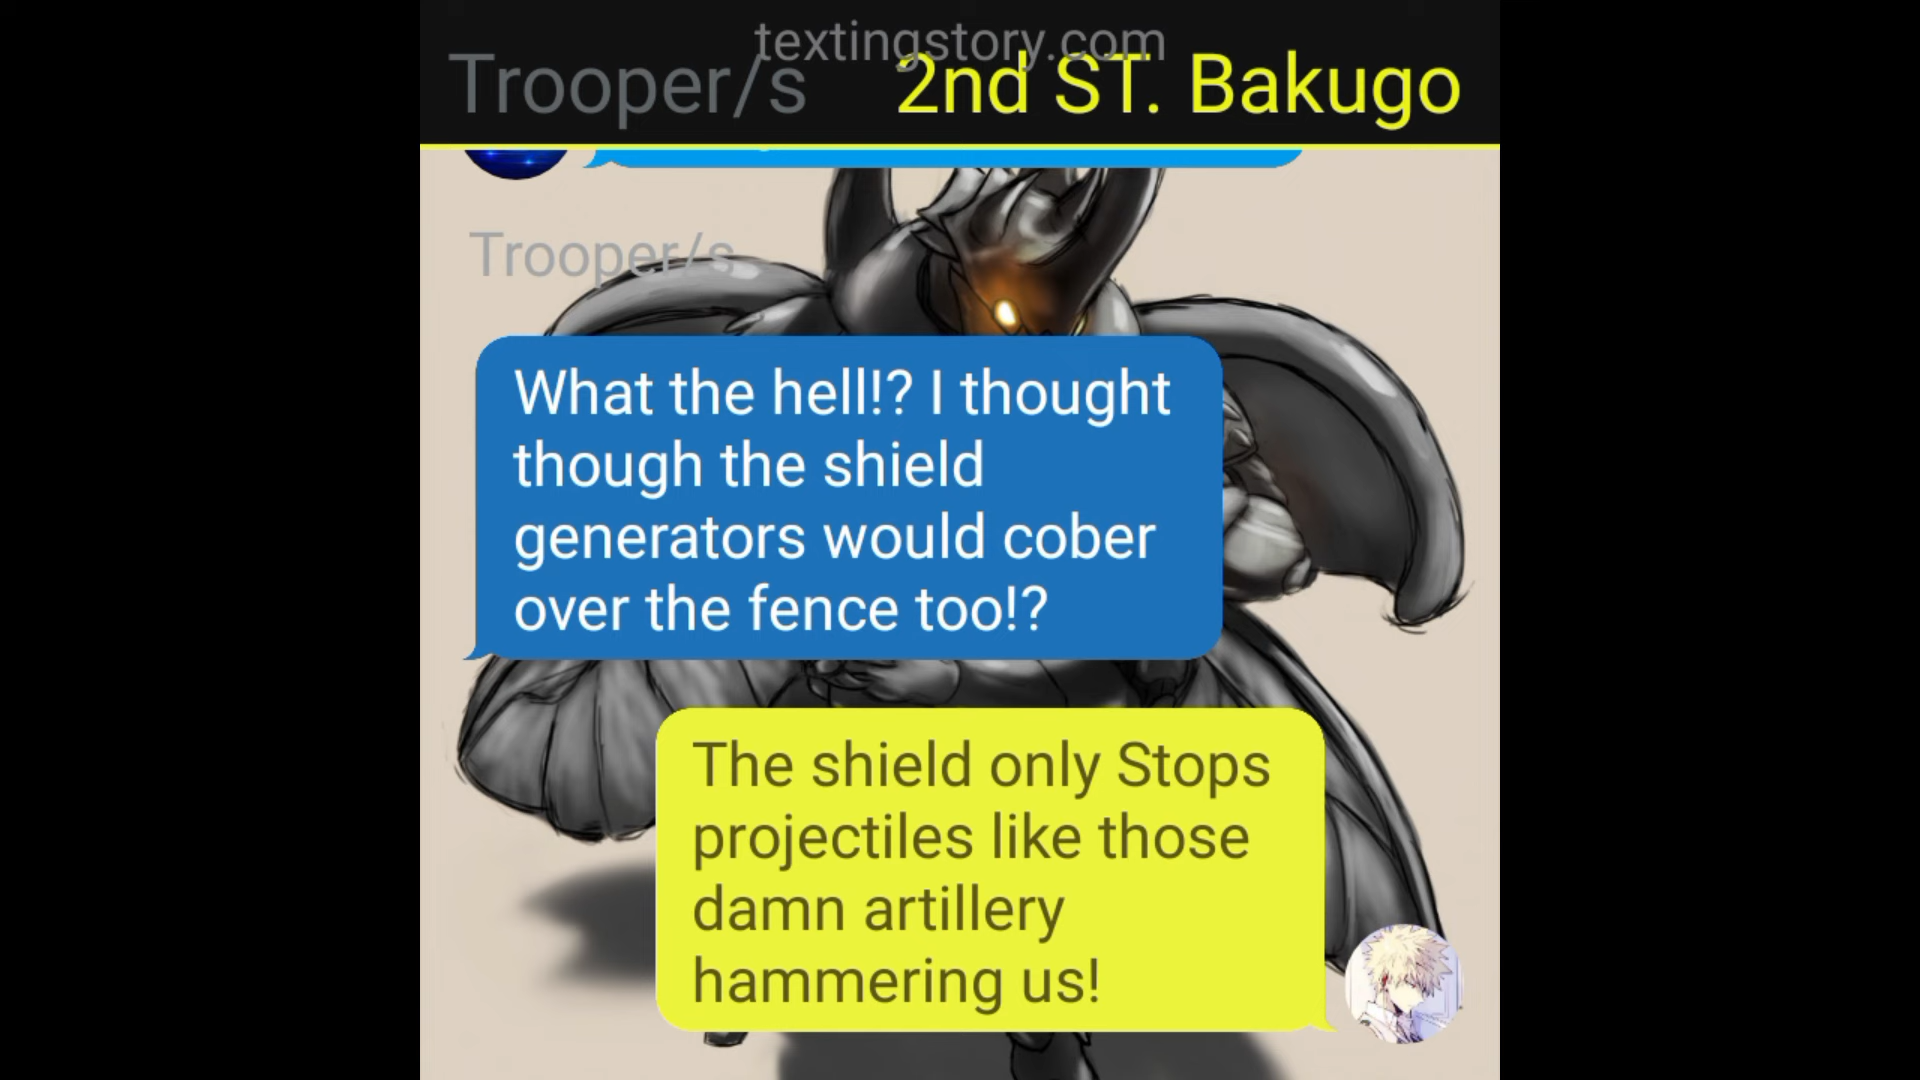 textingstory.com
Trooper/s
2nd ST. Bakugo
Trooper/s
What the hell!? I thought
though the shield
generators would cober
over the fence too!?
The shield only Stops
projectiles like those
damn artillery
hammering us!